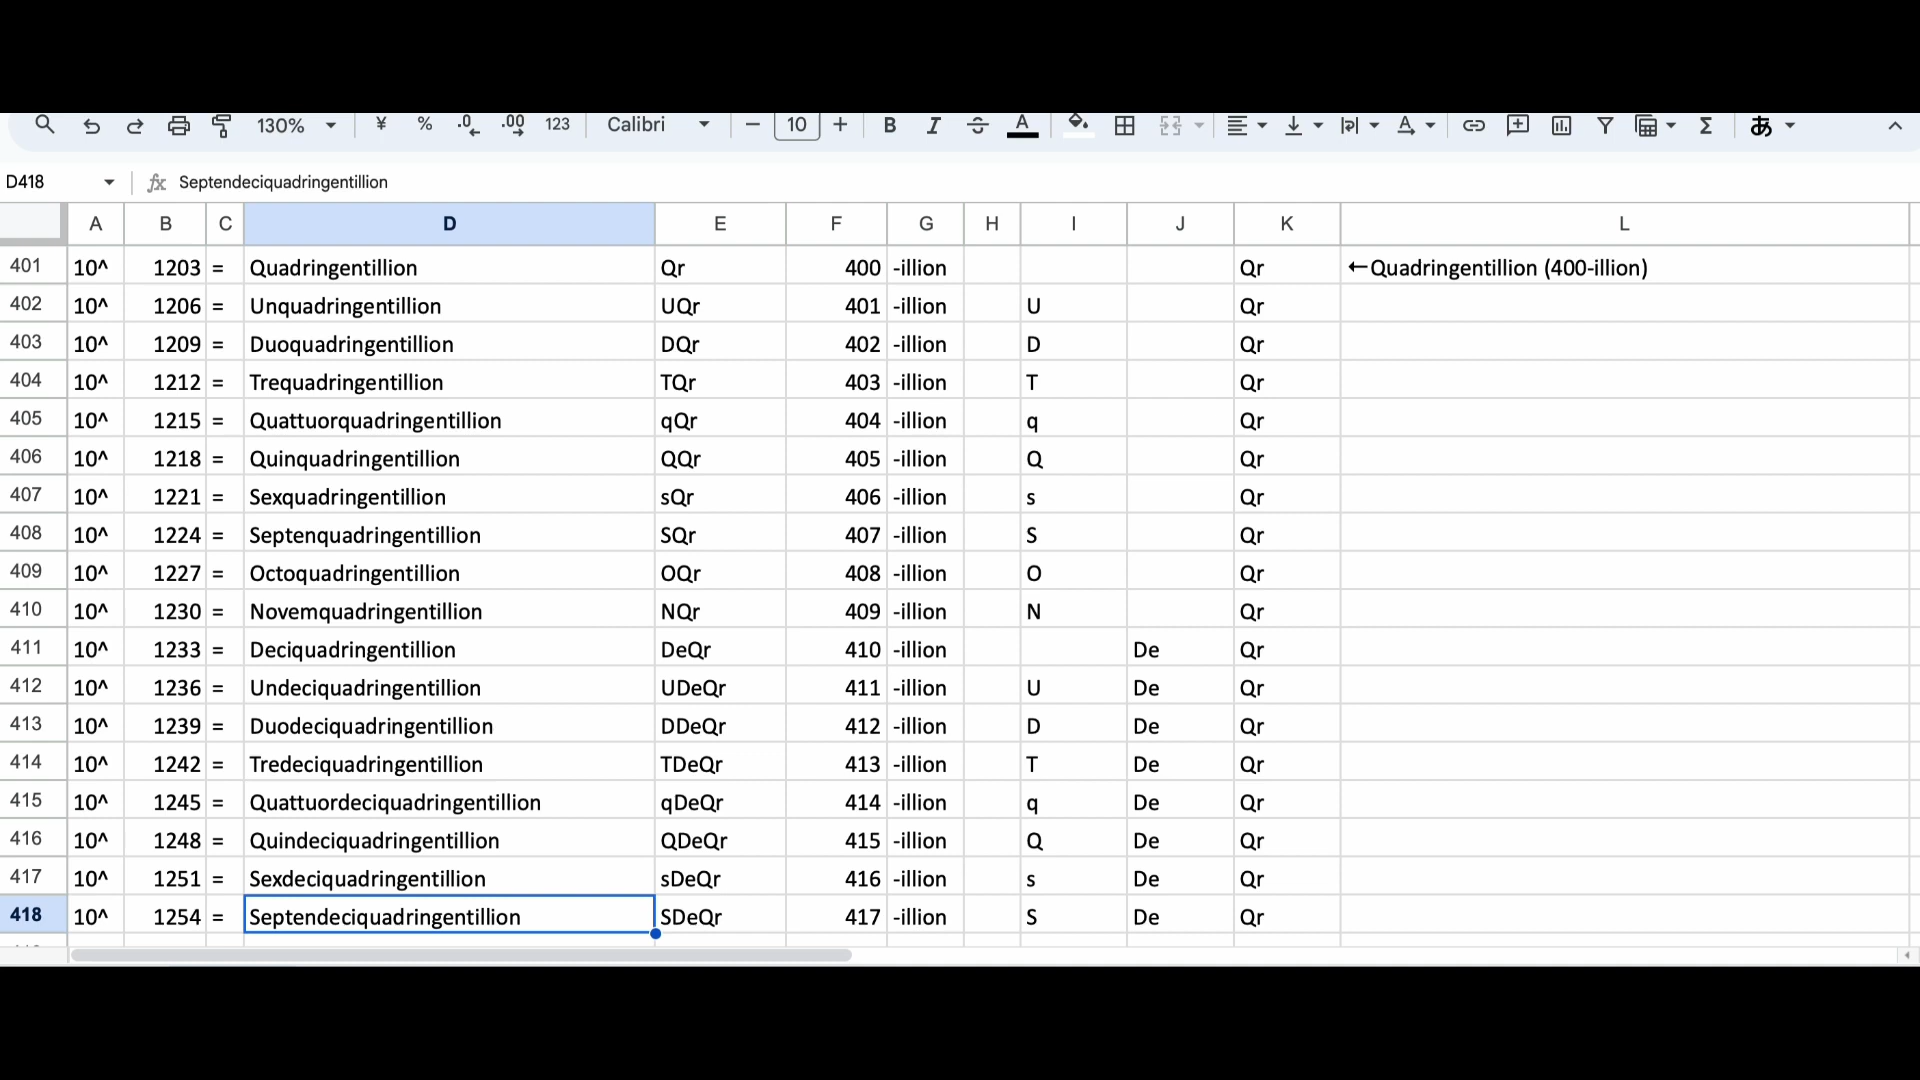 130% ¥ % .0 .00 123 Calibri 10 B I S A A Σ あ
D418 fx Septendeciquadringentillion
A B C D E F G H I J K L
401 10^ 1203 = Quadringentillion Qr 400 -illion Qr ←Quadringentillion (400-illion)
402 10^ 1206 = Unquadringentillion UQr 401 -illion U Qr
403 10^ 1209 = Duoquadringentillion DQr 402 -illion D Qr
404 10^ 1212 = Trequadringentillion TQr 403 -illion T Qr
405 10^ 1215 = Quattuorquadringentillion qQr 404 -illion q Qr
406 10^ 1218 = Quinquadringentillion QQr 405 -illion Q Qr
407 10^ 1221 = Sexquadringentillion sQr 406 -illion s Qr
408 10^ 1224 = Septenquadringentillion SQr 407 -illion S Qr
409 10^ 1227 = Octoquadringentillion OQr 408 -illion O Qr
410 10^ 1230 = Novemquadringentillion NQr 409 -illion N Qr
411 10^ 1233 = Deciquadringentillion DeQr 410 -illion De Qr
412 10^ 1236 = Undeciquadringentillion UDeQr 411 -illion U De Qr
413 10^ 1239 = Duodeciquadringentillion DDeQr 412 -illion D De Qr
414 10^ 1242 = Tredeciquadringentillion TDeQr 413 -illion T De Qr
415 10^ 1245 = Quattuordeciquadringentillion qDeQr 414 -illion q De Qr
416 10^ 1248 = Quindeciquadringentillion QDeQr 415 -illion Q De Qr
417 10^ 1251 = Sexdeciquadringentillion sDeQr 416 -illion s De Qr
418 10^ 1254 = Septendeciquadringentillion SDeQr 417 -illion S De Qr